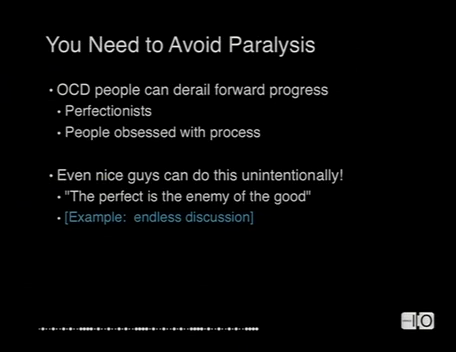 You Need to Avoid Paralysis
• OCD people can derail forward progress
• Perfectionists
• People obsessed with process
• Even nice guys can do this unintentionally!
• "The perfect is the enemy of the good"
• [Example: endless discussion]
IO